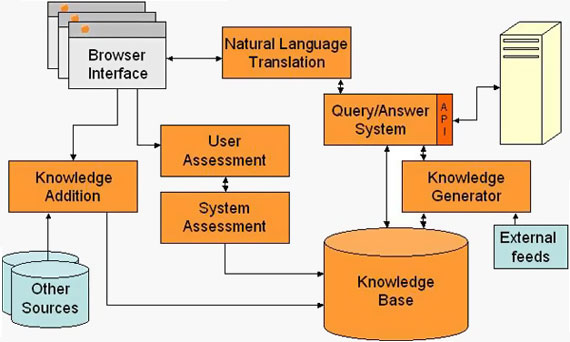 Browser
Interface
Natural Language
Translation
Query/Answer
System
API
User
Assessment
Knowledge
Addition
System
Assessment
Knowledge
Generator
External
feeds
Other
Sources
Knowledge
Base